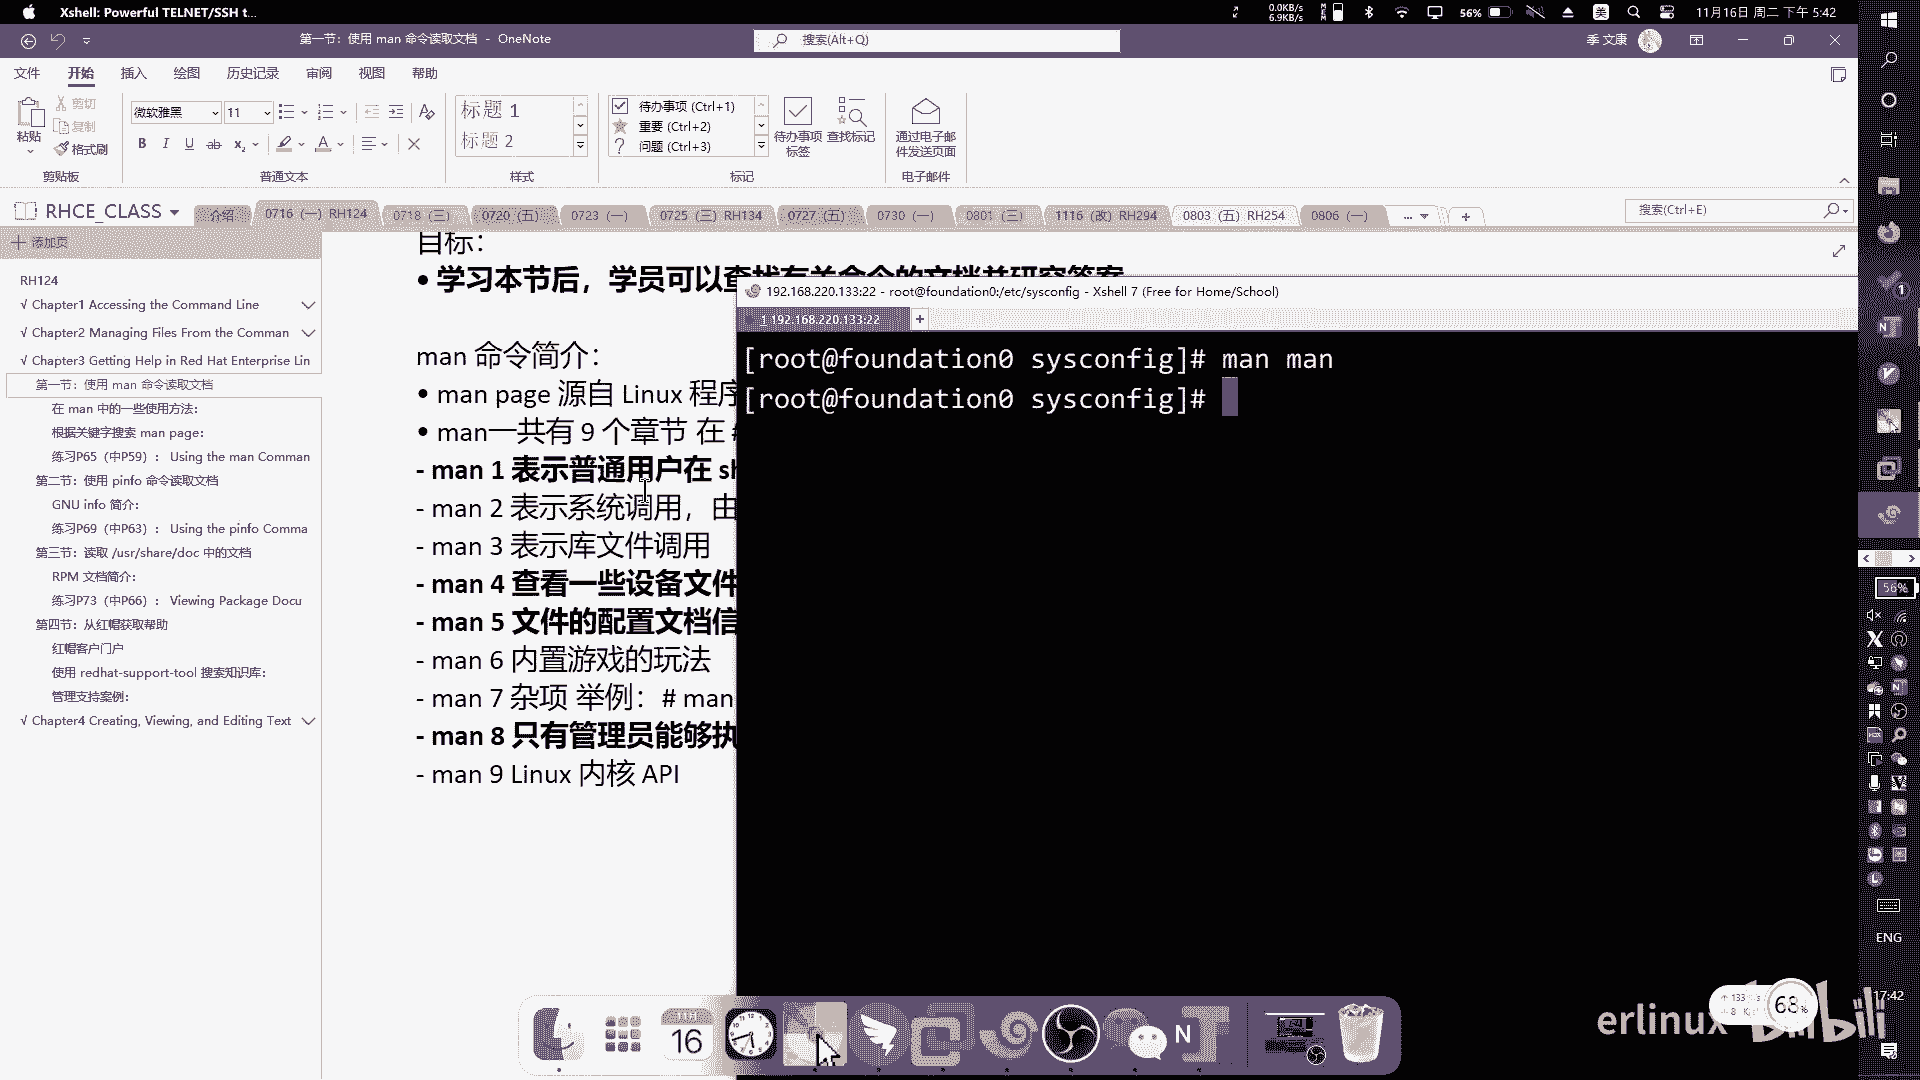 Xshell: Powerful TELNET/SSH t...
0.0KB/s
6.9KB/s
56%
美
11月16日 周二 下午 5:42
第一节：使用 man 命令读取文档 - OneNote
搜索(Alt+Q)
季 文康
文件 开始 插入 绘图 历史记录 审阅 视图 帮助
粘贴
剪切
复制
格式刷
剪贴板
微软雅黑 11
普通文本
标题 1
标题 2
样式
待办事项 (Ctrl+1)
重要 (Ctrl+2)
问题 (Ctrl+3)
待办事项
标签
查找标记
标记
通过电子邮
件发送页面
电子邮件
RHCE_CLASS
介绍
0716（一）RH124
0718（三）
0720（五）
0723（一）
0725（三）RH134
0727（五）
0730（一）
0801（三）
1116（改）RH294
0803（五）RH254
0806（一）
...
搜索(Ctrl+E)
添加页
RH124
√ Chapter1 Accessing the Command Line
√ Chapter2 Managing Files From the Comman
√ Chapter3 Getting Help in Red Hat Enterprise Lin
第一节：使用 man 命令读取文档
在 man 中的一些使用方法：
根据关键字搜索 man page：
练习P65（中P59）： Using the man Comman
第二节：使用 pinfo 命令读取文档
GNU info 简介：
练习P69（中P63）： Using the pinfo Comma
第三节：读取 /usr/share/doc 中的文档
RPM 文档简介：
练习P73（中P66）： Viewing Package Docu
第四节：从红帽获取帮助
红帽客户门户
使用 redhat-support-tool 搜索知识库：
管理支持案例：
√ Chapter4 Creating, Viewing, and Editing Text
目标：
• 学习本节后，学员可以查找有关命令的文档并研究答案
man 命令简介：
• man page 源自 Linux 程序
• man一共有 9 个章节 在 #
- man 1 表示普通用户在 sh
- man 2 表示系统调用，由
- man 3 表示库文件调用
- man 4 查看一些设备文件
- man 5 文件的配置文档信
- man 6 内置游戏的玩法
- man 7 杂项 举例：# man
- man 8 只有管理员能够执
- man 9 Linux 内核 API
192.168.220.133:22 - root@foundation0:/etc/sysconfig - Xshell 7 (Free for Home/School)
1 192.168.220.133:22
[root@foundation0 sysconfig]# man man
[root@foundation0 sysconfig]#
56%
ENG
17:42
16
erlinux
bilibili
68%